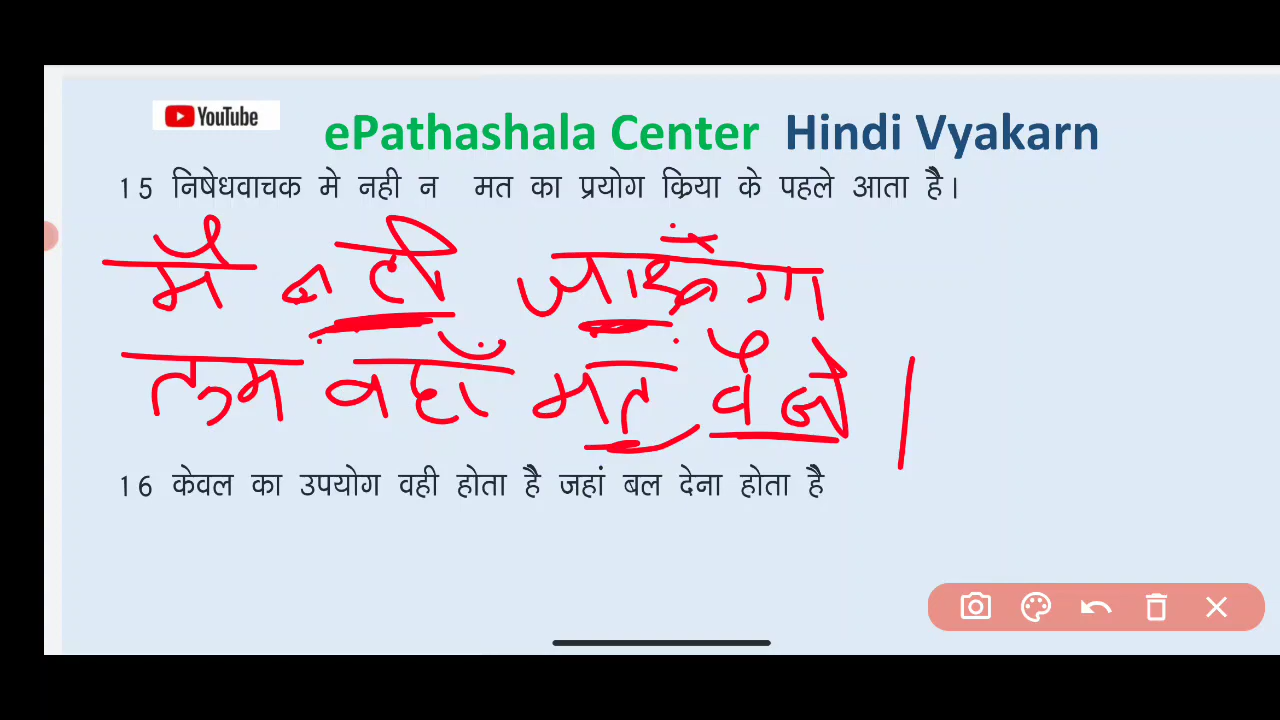 YouTube
ePathashala Center Hindi Vyakarn
15 निषेधवाचक मे नही न मत का प्रयोग क्रिया के पहले आता है।
मै नही जाऊँगा
तुम वहाँ मत बैठो।
16 केवल का उपयोग वही होता है जहां बल देना होता है